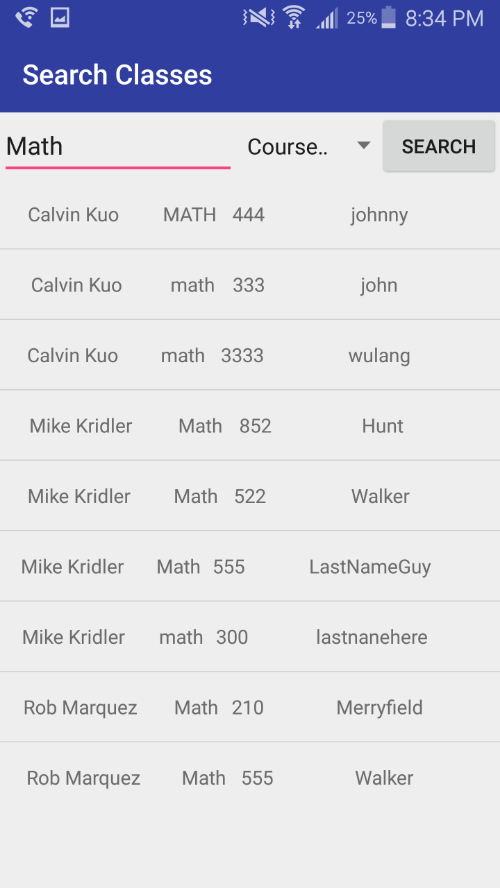 25% 8:34 PM
Search Classes
Math Course.. SEARCH
Calvin Kuo MATH 444 johnny
Calvin Kuo math 333 john
Calvin Kuo math 3333 wulang
Mike Kridler Math 852 Hunt
Mike Kridler Math 522 Walker
Mike Kridler Math 555 LastNameGuy
Mike Kridler math 300 lastnanehere
Rob Marquez Math 210 Merryfield
Rob Marquez Math 555 Walker